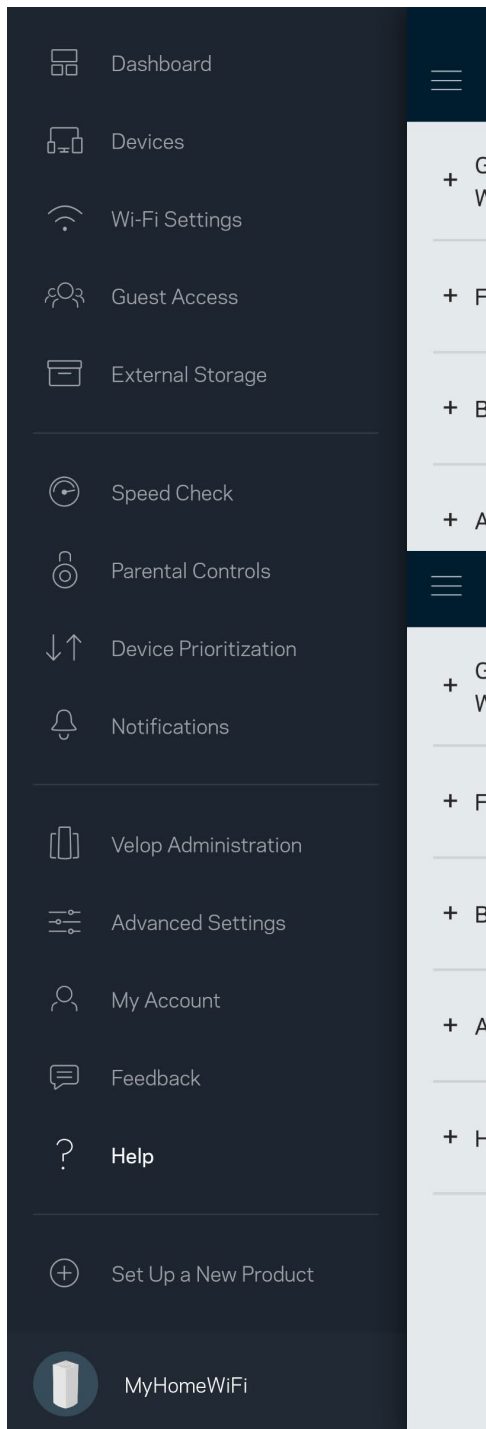 Dashboard
Devices
Wi-Fi Settings
Guest Access
External Storage
Speed Check
Parental Controls
Device Prioritization
Notifications
Velop Administration
Advanced Settings
My Account
Feedback
Help
Set Up a New Product
MyHomeWiFi